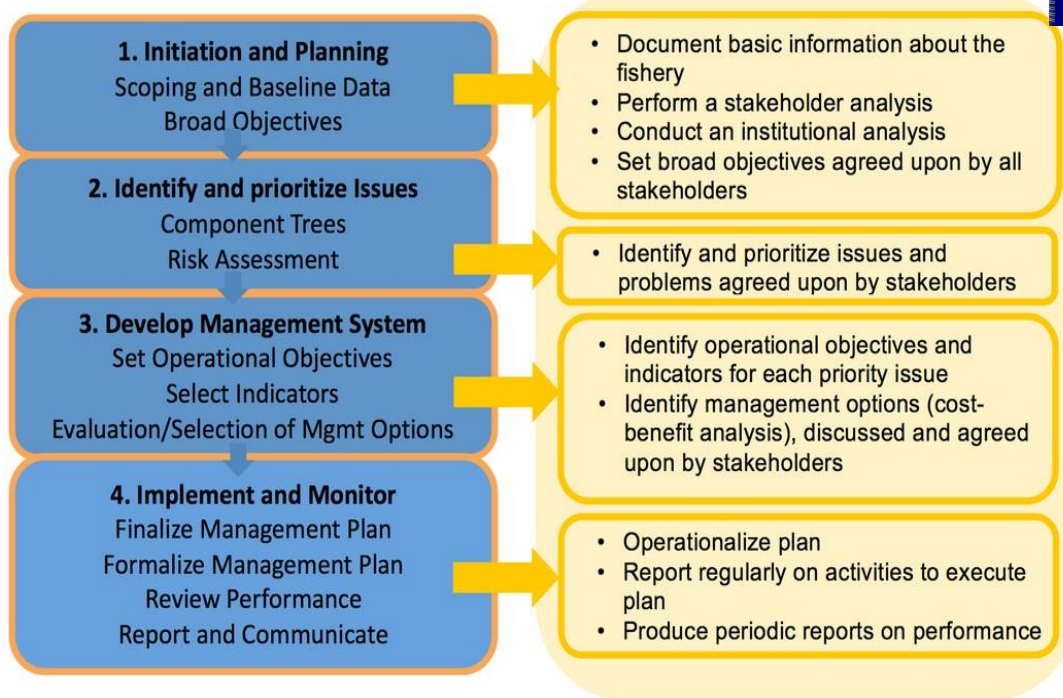 1. Initiation and Planning
Scoping and Baseline Data
Broad Objectives
• Document basic information about the
fishery
• Perform a stakeholder analysis
• Conduct an institutional analysis
• Set broad objectives agreed upon by all
stakeholders
2. Identify and prioritize Issues
Component Trees
Risk Assessment
• Identify and prioritize issues and
problems agreed upon by stakeholders
3. Develop Management System
Set Operational Objectives
Select Indicators
Evaluation/Selection of Mgmt Options
• Identify operational objectives and
indicators for each priority issue
• Identify management options (cost-
benefit analysis), discussed and agreed
upon by stakeholders
4. Implement and Monitor
Finalize Management Plan
Formalize Management Plan
Review Performance
Report and Communicate
• Operationalize plan
• Report regularly on activities to execute
plan
• Produce periodic reports on performance